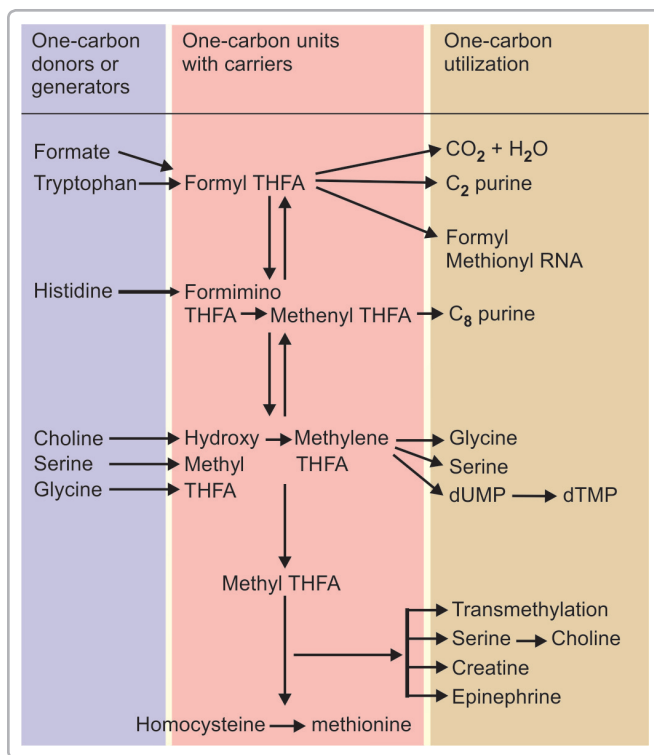 One-carbon
donors or
generators
One-carbon units
with carriers
One-carbon
utilization
Formate
Tryptophan
Formyl THFA
CO2 + H2O
C2 purine
Formyl
Methionyl RNA
Histidine
Formimino
THFA
Methenyl THFA
C8 purine
Choline
Serine
Glycine
Hydroxy
Methyl
THFA
Methylene
THFA
Glycine
Serine
dUMP
dTMP
Methyl THFA
Transmethylation
Serine
Choline
Creatine
Epinephrine
Homocysteine
methionine